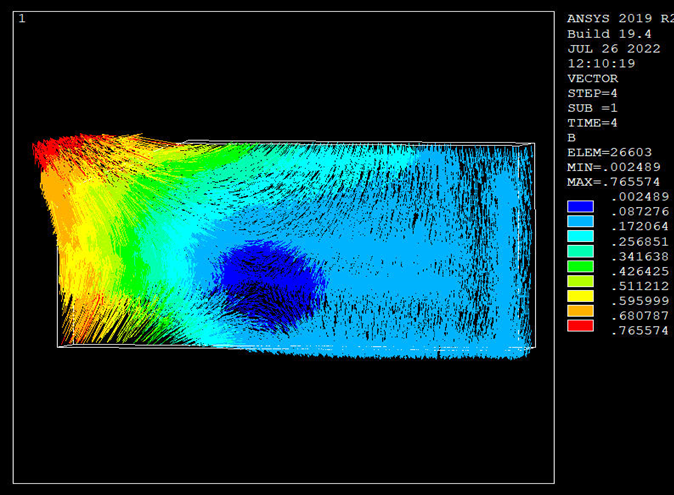 1
ANSYS 2019 R2
Build 19.4
JUL 26 2022
12:10:19
VECTOR
STEP=4
SUB =1
TIME=4
B
ELEM=26603
MIN=.002489
MAX=.765574
.002489
.087276
.172064
.256851
.341638
.426425
.511212
.595999
.680787
.765574